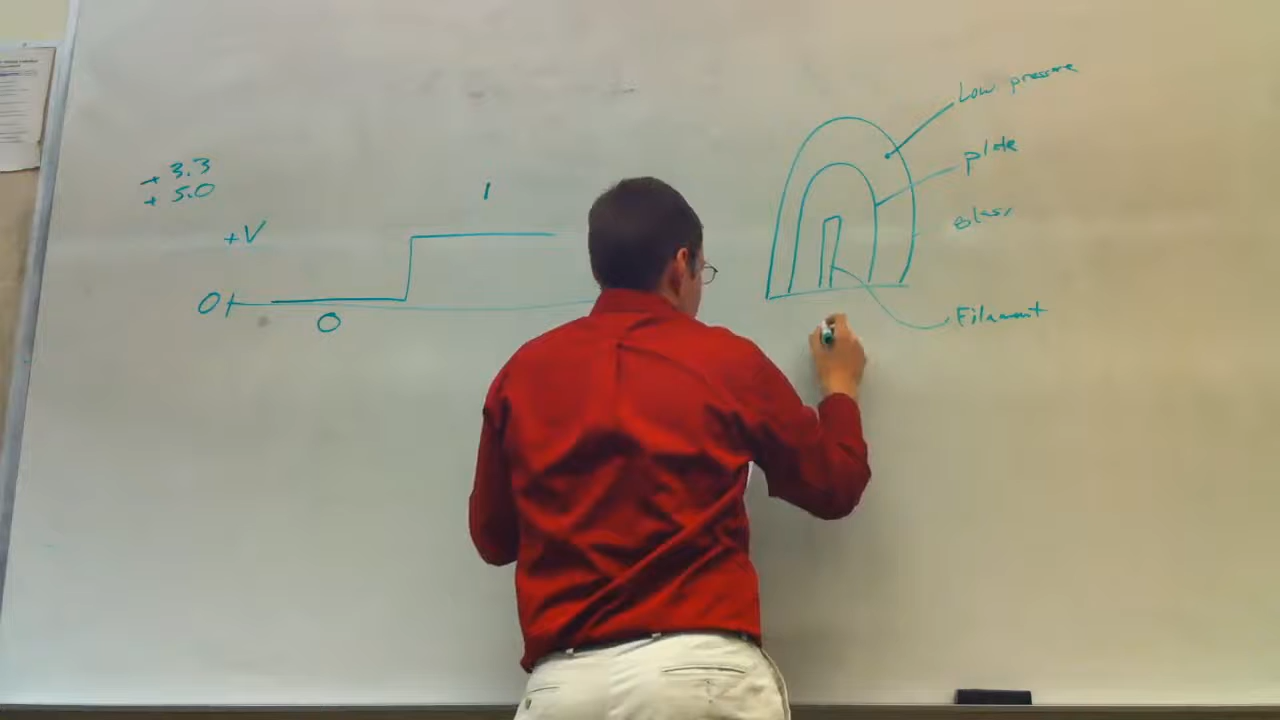 + 3.3
+ 5.0
+V
1
0
0
Low pressure
plate
glass
Filament